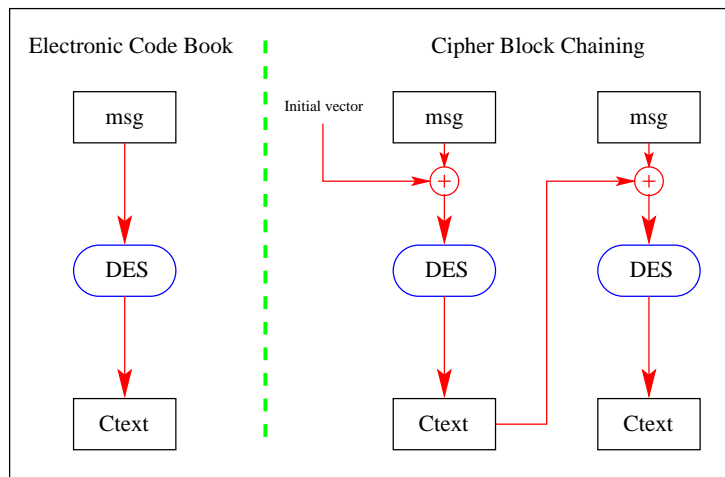 Electronic Code Book
Cipher Block Chaining
Initial vector
msg
msg
msg
+
+
DES
DES
DES
Ctext
Ctext
Ctext